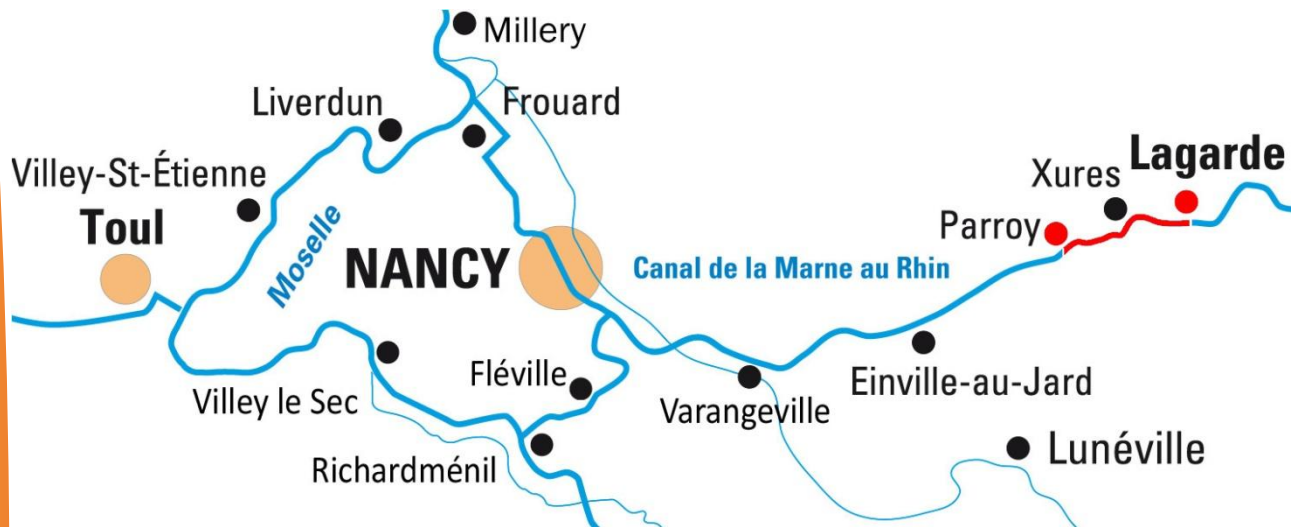 Millery
Liverdun
Frouard
Villey-St-Étienne
Toul
Moselle
NANCY
Canal de la Marne au Rhin
Xures
Lagarde
Parroy
Villey le Sec
Fléville
Varangeville
Einville-au-Jard
Richardménil
Lunéville